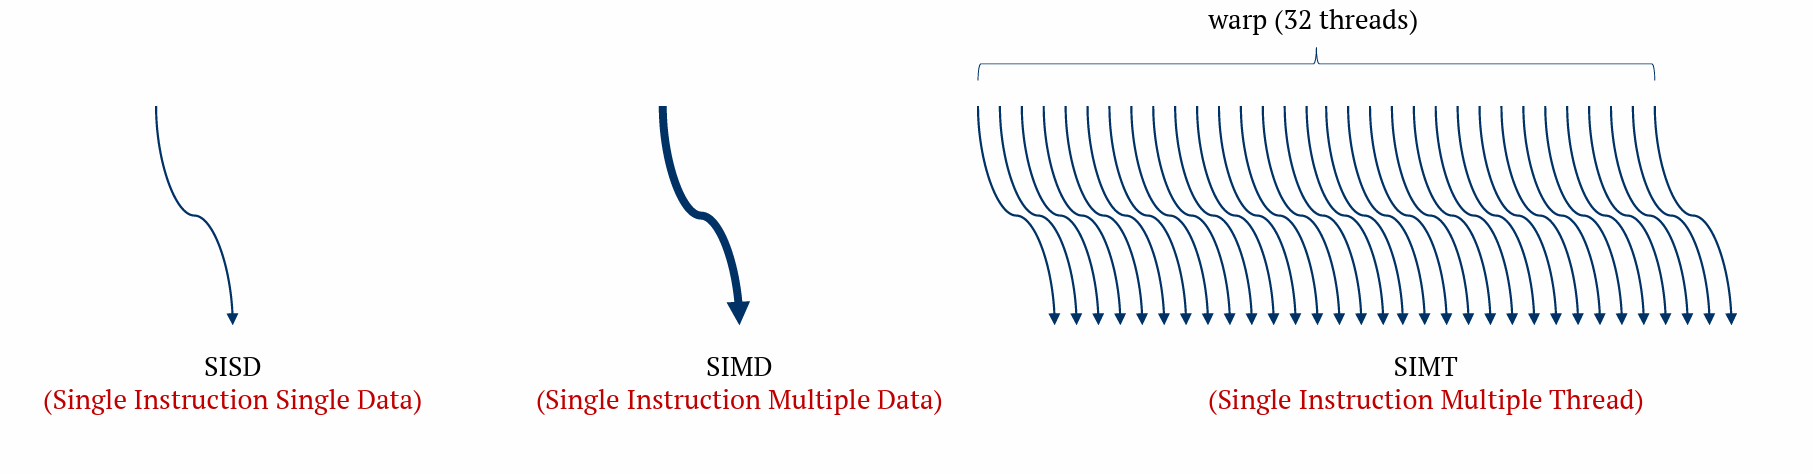 warp (32 threads)
SISD
(Single Instruction Single Data)
SIMD
(Single Instruction Multiple Data)
SIMT
(Single Instruction Multiple Thread)